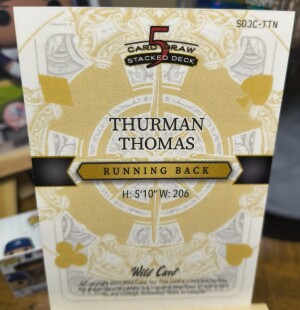 SDJC-TTN
5
CARD DRAW
STACKED DECK
THURMAN
THOMAS
RUNNING BACK
H: 5'10" W: 206
Wild Card